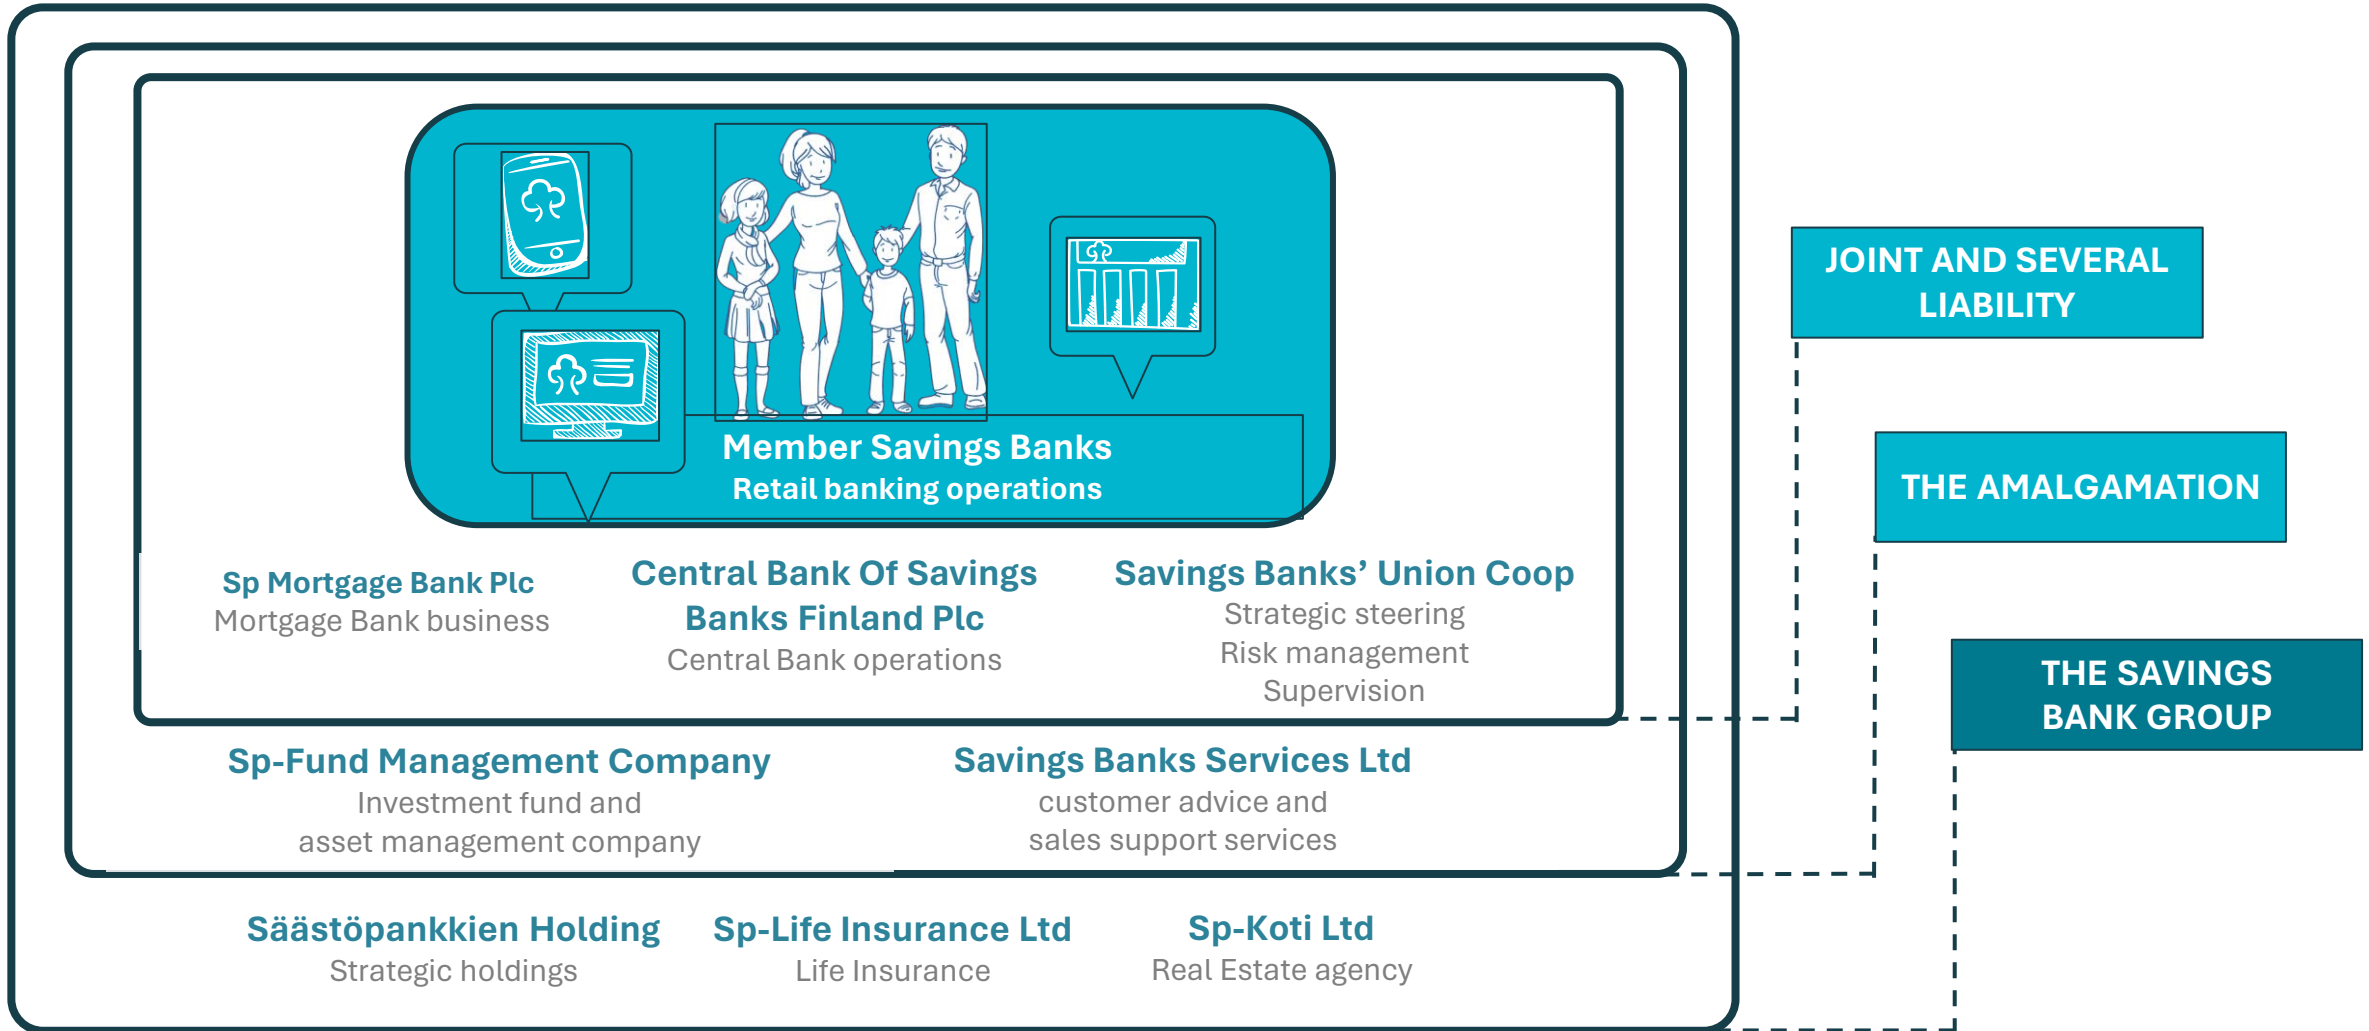 Member Savings Banks
Retail banking operations
Sp Mortgage Bank Plc
Mortgage Bank business
Central Bank Of Savings
Banks Finland Plc
Central Bank operations
Savings Banks’ Union Coop
Strategic steering
Risk management
Supervision
Sp-Fund Management Company
Investment fund and
asset management company
Savings Banks Services Ltd
customer advice and
sales support services
Säästöpankkien Holding
Strategic holdings
Sp-Life Insurance Ltd
Life Insurance
Sp-Koti Ltd
Real Estate agency
JOINT AND SEVERAL
LIABILITY
THE AMALGAMATION
THE SAVINGS
BANK GROUP